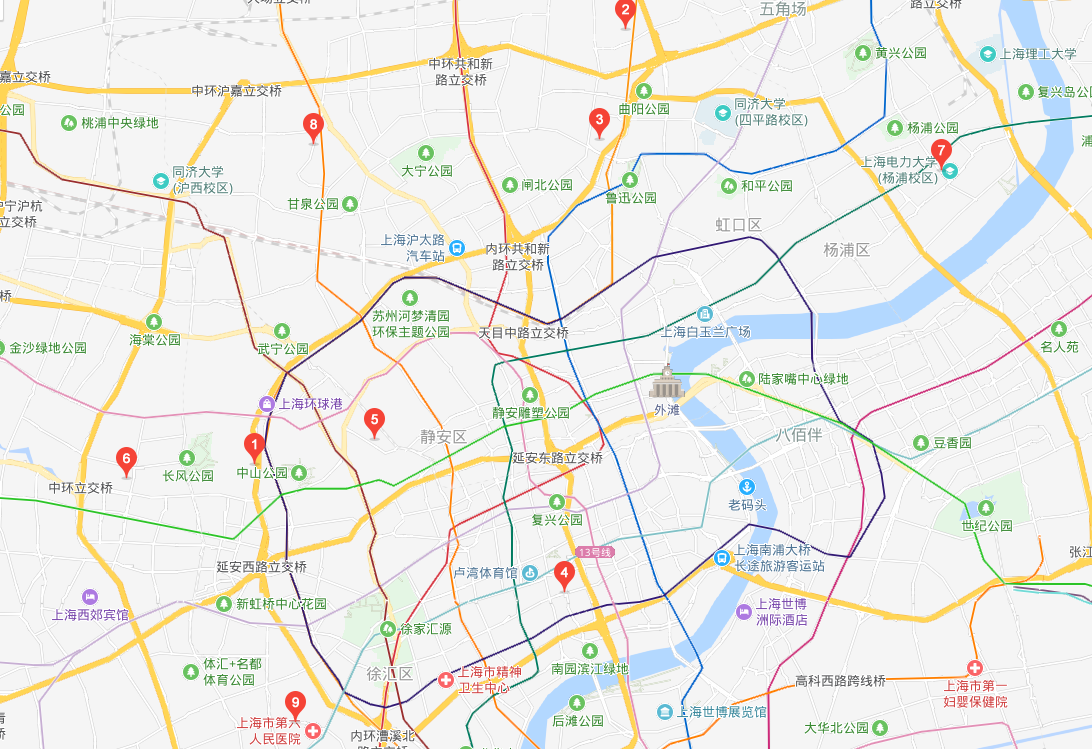 路立交桥
五角场
2
黄兴公园
上海理工大学
中环共和新
路立交桥
嘉立交桥
中环沪嘉立交桥
复兴岛公
公园
桃浦中央绿地
8
3
曲阳公园
同济大学
(四平路校区)
杨浦公园
7
上海电力大学
(杨浦校区)
大宁公园
同济大学
(沪西校区)
闸北公园
鲁迅公园
和平公园
甘泉公园
沪宁沪杭
立交桥
虹口区
杨浦区
上海沪太路
汽车站
内环共和新
路立交桥
桥
苏州河梦清园
环保主题公园
天目中路立交桥
上海白玉兰广场
海棠公园
武宁公园
金沙绿地公园
名人苑
陆家嘴中心绿地
外滩
上海环球港
静安雕塑公园
5
静安区
八佰伴
豆香园
1
6
中山公园
长风公园
中环立交桥
延安东路立交桥
老码头
复兴公园
世纪公园
13号线
上海南浦大桥
长途旅游客运站
张江
延安西路立交桥
卢湾体育馆
4
上海西郊宾馆
新虹桥中心花园
上海世博
洲际酒店
徐家汇源
体汇+名都
体育公园
徐汇区
上海市精神
卫生中心
南园滨江绿地
高科西路跨线桥
上海市第一
妇婴保健院
9
上海市第六
人民医院
后滩公园
上海世博展览馆
大华北公园
内环漕溪北